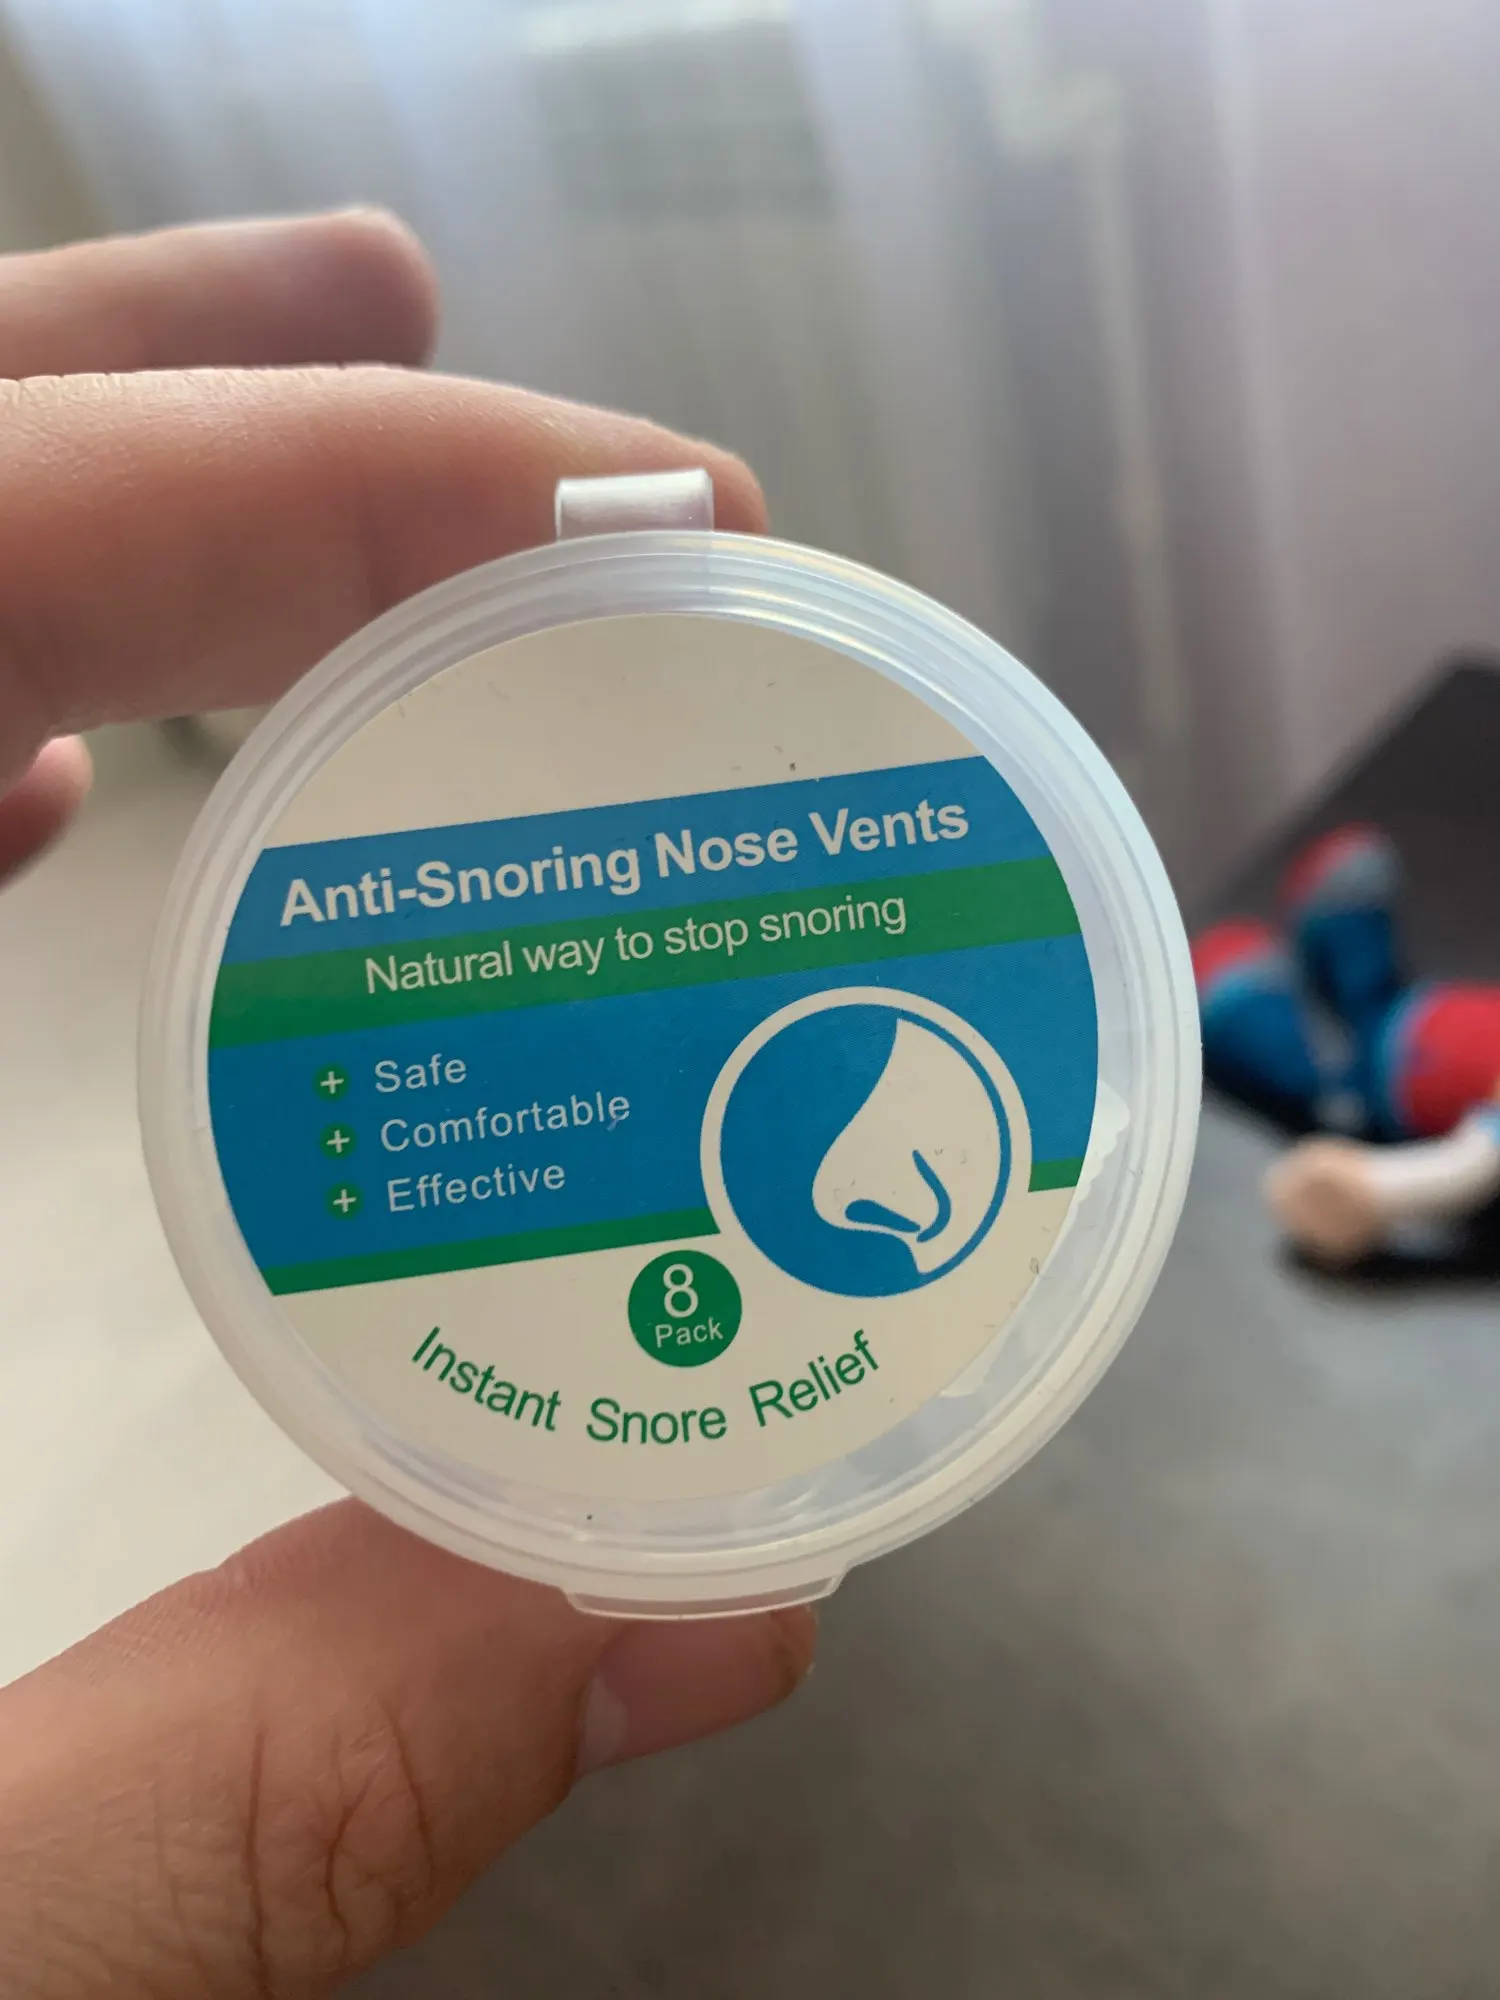 Anti-Snoring Nose Vents
Natural way to stop snoring
+ Safe
+ Comfortable
+ Effective
8
Pack
Instant Snore Relief